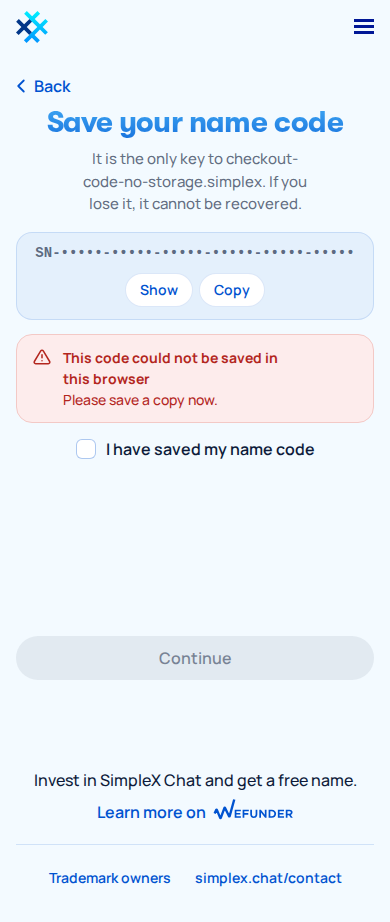 Back
Save your name code
It is the only key to checkout-
code-no-storage.simplex. If you
lose it, it cannot be recovered.
SN-•••••-•••••-•••••-•••••-•••••-•••••
Show Copy
This code could not be saved in
this browser
Please save a copy now.
I have saved my name code
Continue
Invest in SimpleX Chat and get a free name.
Learn more on WEFUNDER
Trademark owners simplex.chat/contact